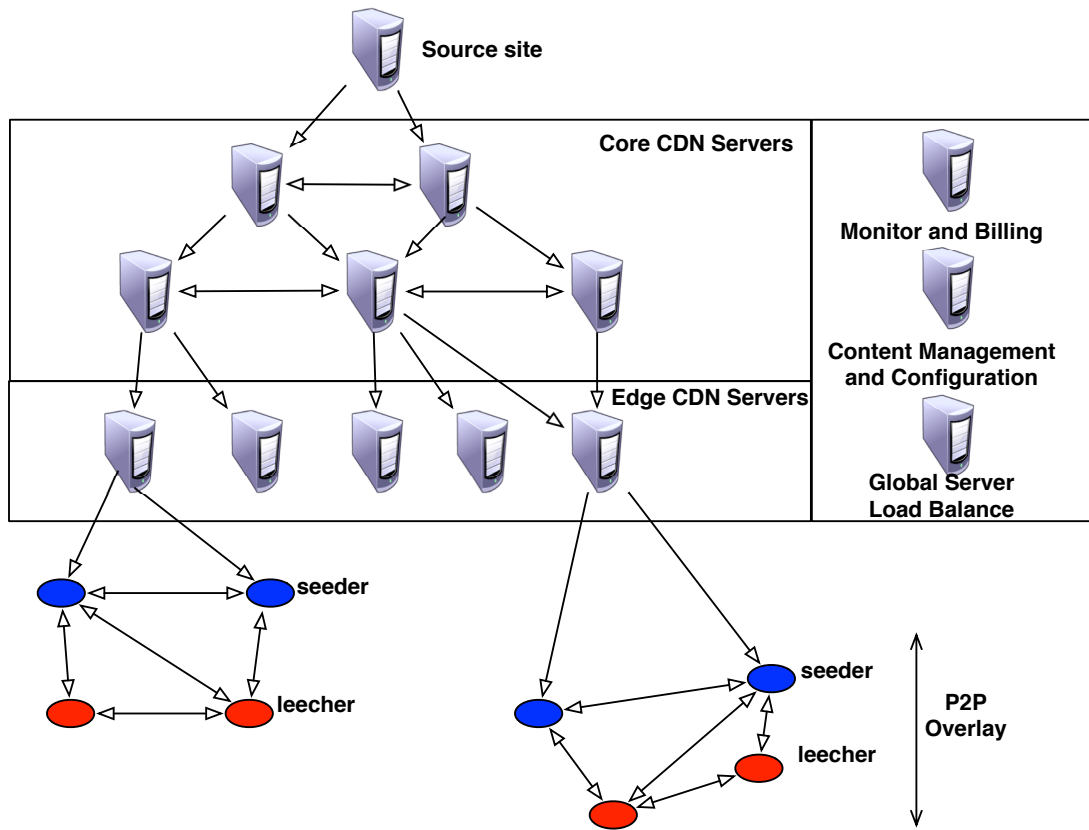 Source site
Core CDN Servers
Monitor and Billing
Content Management
and Configuration
Edge CDN Servers
Global Server
Load Balance
seeder
leecher
seeder
leecher
P2P
Overlay